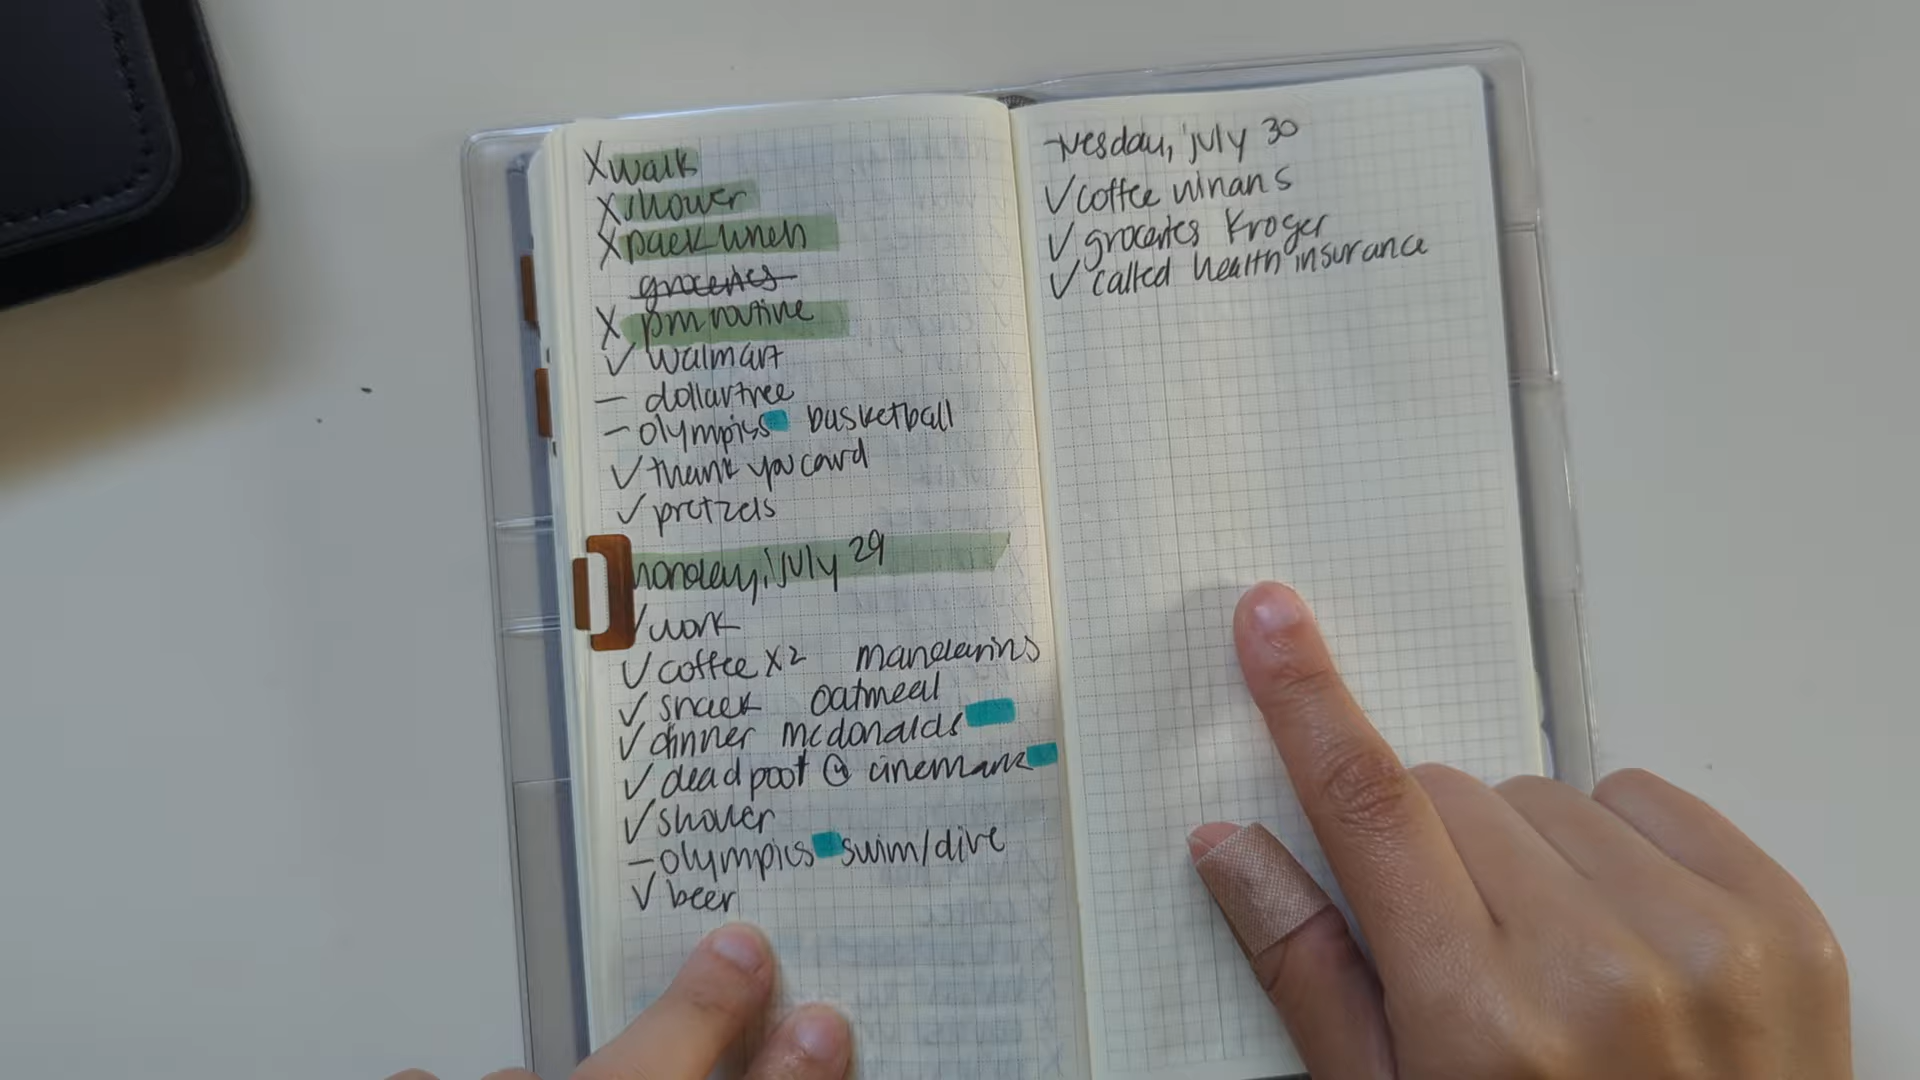 X walk
X shower
X pack lunch
groceries
X pm routine
✓ walmart
— dollar tree
— olympics basketball
✓ thank you card
✓ pretzels
monday, july 29
✓ work
✓ coffee x2 mandarins
✓ snack oatmeal
✓ dinner mcdonalds
✓ deadpool @ cinemark
✓ shower
— olympics swim/dive
✓ beer
Tuesday, july 30
✓ coffee winans
✓ groceries Kroger
✓ called health insurance